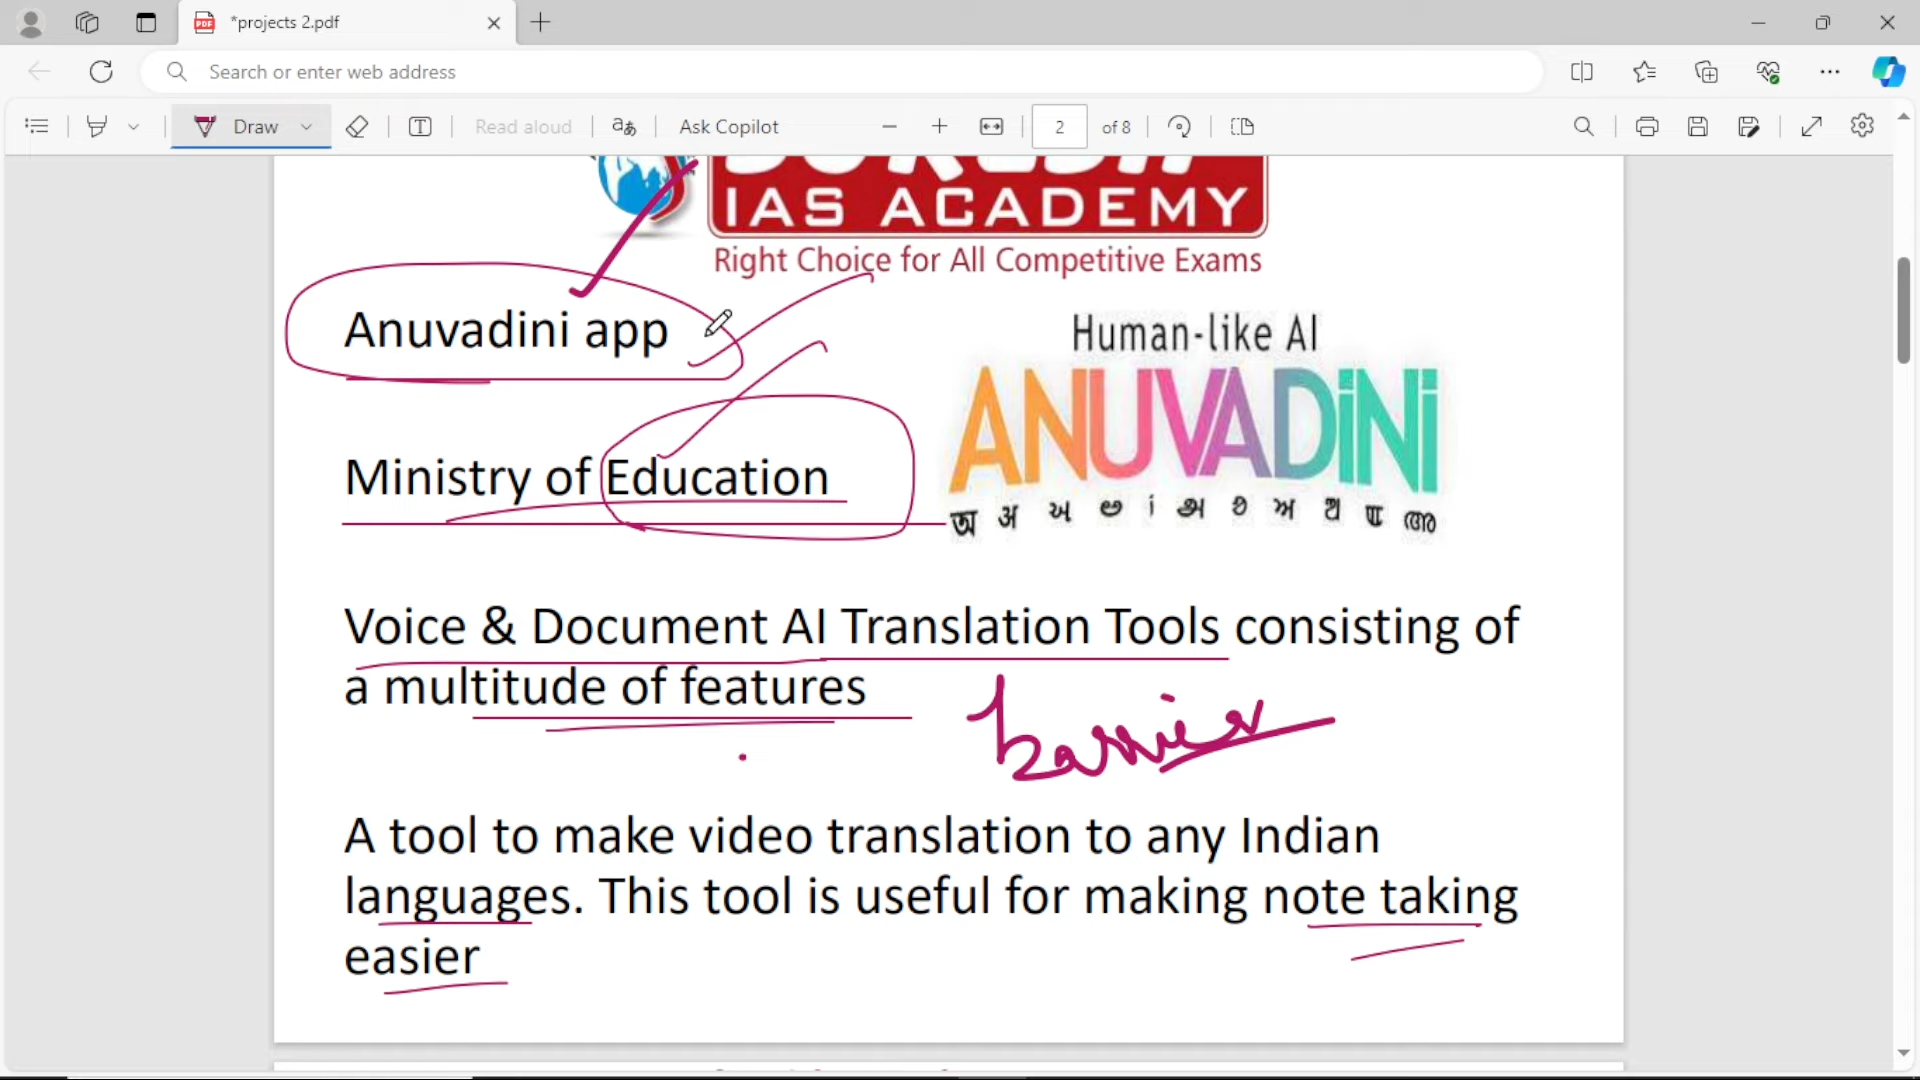 *projects 2.pdf
Search or enter web address
Draw
Read aloud
Ask Copilot
2 of 8
IAS ACADEMY
Right Choice for All Competitive Exams
Anuvadini app
Human-like AI
ANUVADiNi
Ministry of Education
Voice & Document AI Translation Tools consisting of
a multitude of features
barrier
A tool to make video translation to any Indian
languages. This tool is useful for making note taking
easier